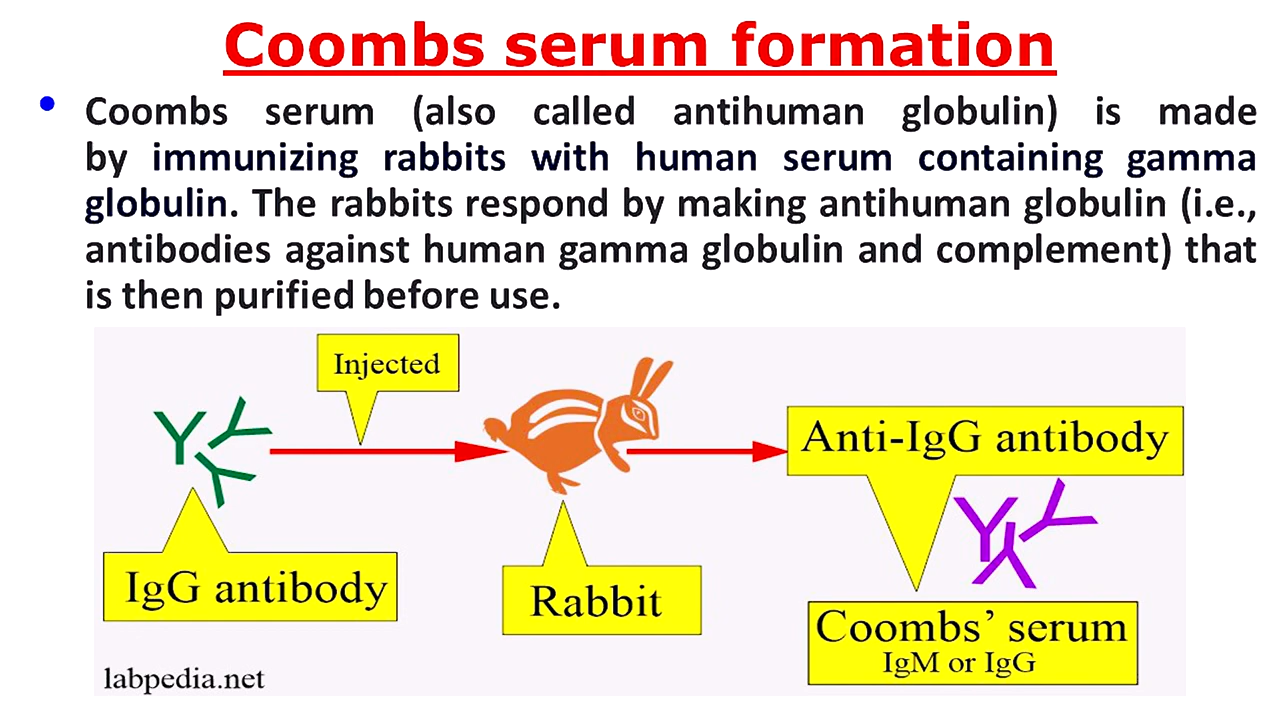 Coombs serum formation
• Coombs serum (also called antihuman globulin) is made
by immunizing rabbits with human serum containing gamma
globulin. The rabbits respond by making antihuman globulin (i.e.,
antibodies against human gamma globulin and complement) that
is then purified before use.
Injected
Anti-IgG antibody
IgG antibody
Rabbit
Coombs’ serum
IgM or IgG
labpedia.net